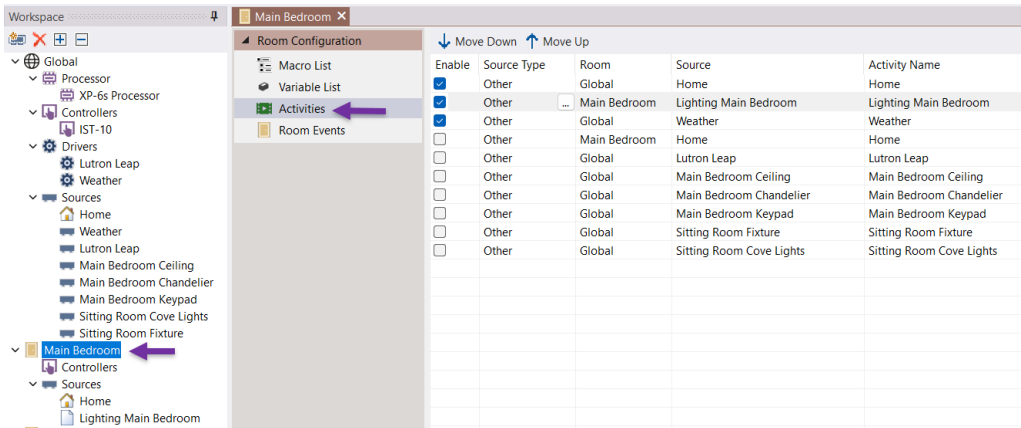 Workspace
Global
Processor
XP-6s Processor
Controllers
IST-10
Drivers
Lutron Leap
Weather
Sources
Home
Weather
Lutron Leap
Main Bedroom Ceiling
Main Bedroom Chandelier
Main Bedroom Keypad
Sitting Room Cove Lights
Sitting Room Fixture
Main Bedroom
Controllers
Sources
Home
Lighting Main Bedroom
Main Bedroom
Room Configuration
Macro List
Variable List
Activities
Room Events
Move Down Move Up
Enable Source Type Room Source Activity Name
Other Global Home Home
Other ... Main Bedroom Lighting Main Bedroom Lighting Main Bedroom
Other Global Weather Weather
Other Main Bedroom Home Home
Other Global Lutron Leap Lutron Leap
Other Global Main Bedroom Ceiling Main Bedroom Ceiling
Other Global Main Bedroom Chandelier Main Bedroom Chandelier
Other Global Main Bedroom Keypad Main Bedroom Keypad
Other Global Sitting Room Fixture Sitting Room Fixture
Other Global Sitting Room Cove Lights Sitting Room Cove Lights